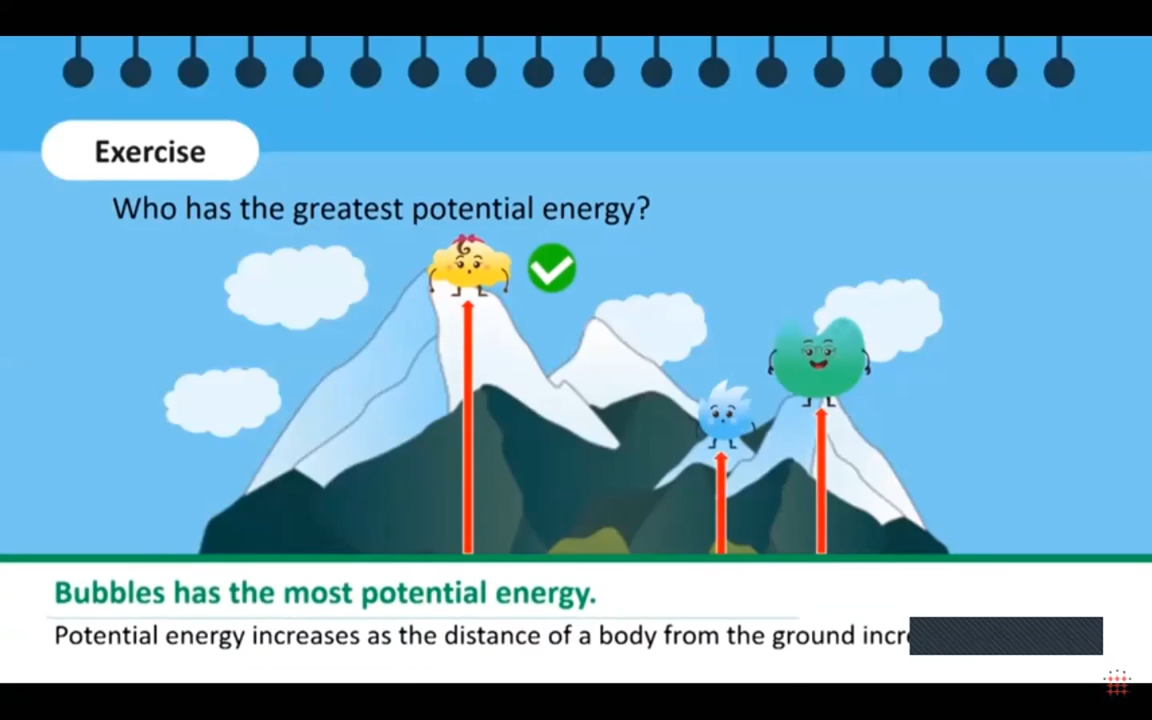 Exercise
Who has the greatest potential energy?
Bubbles has the most potential energy.
Potential energy increases as the distance of a body from the ground